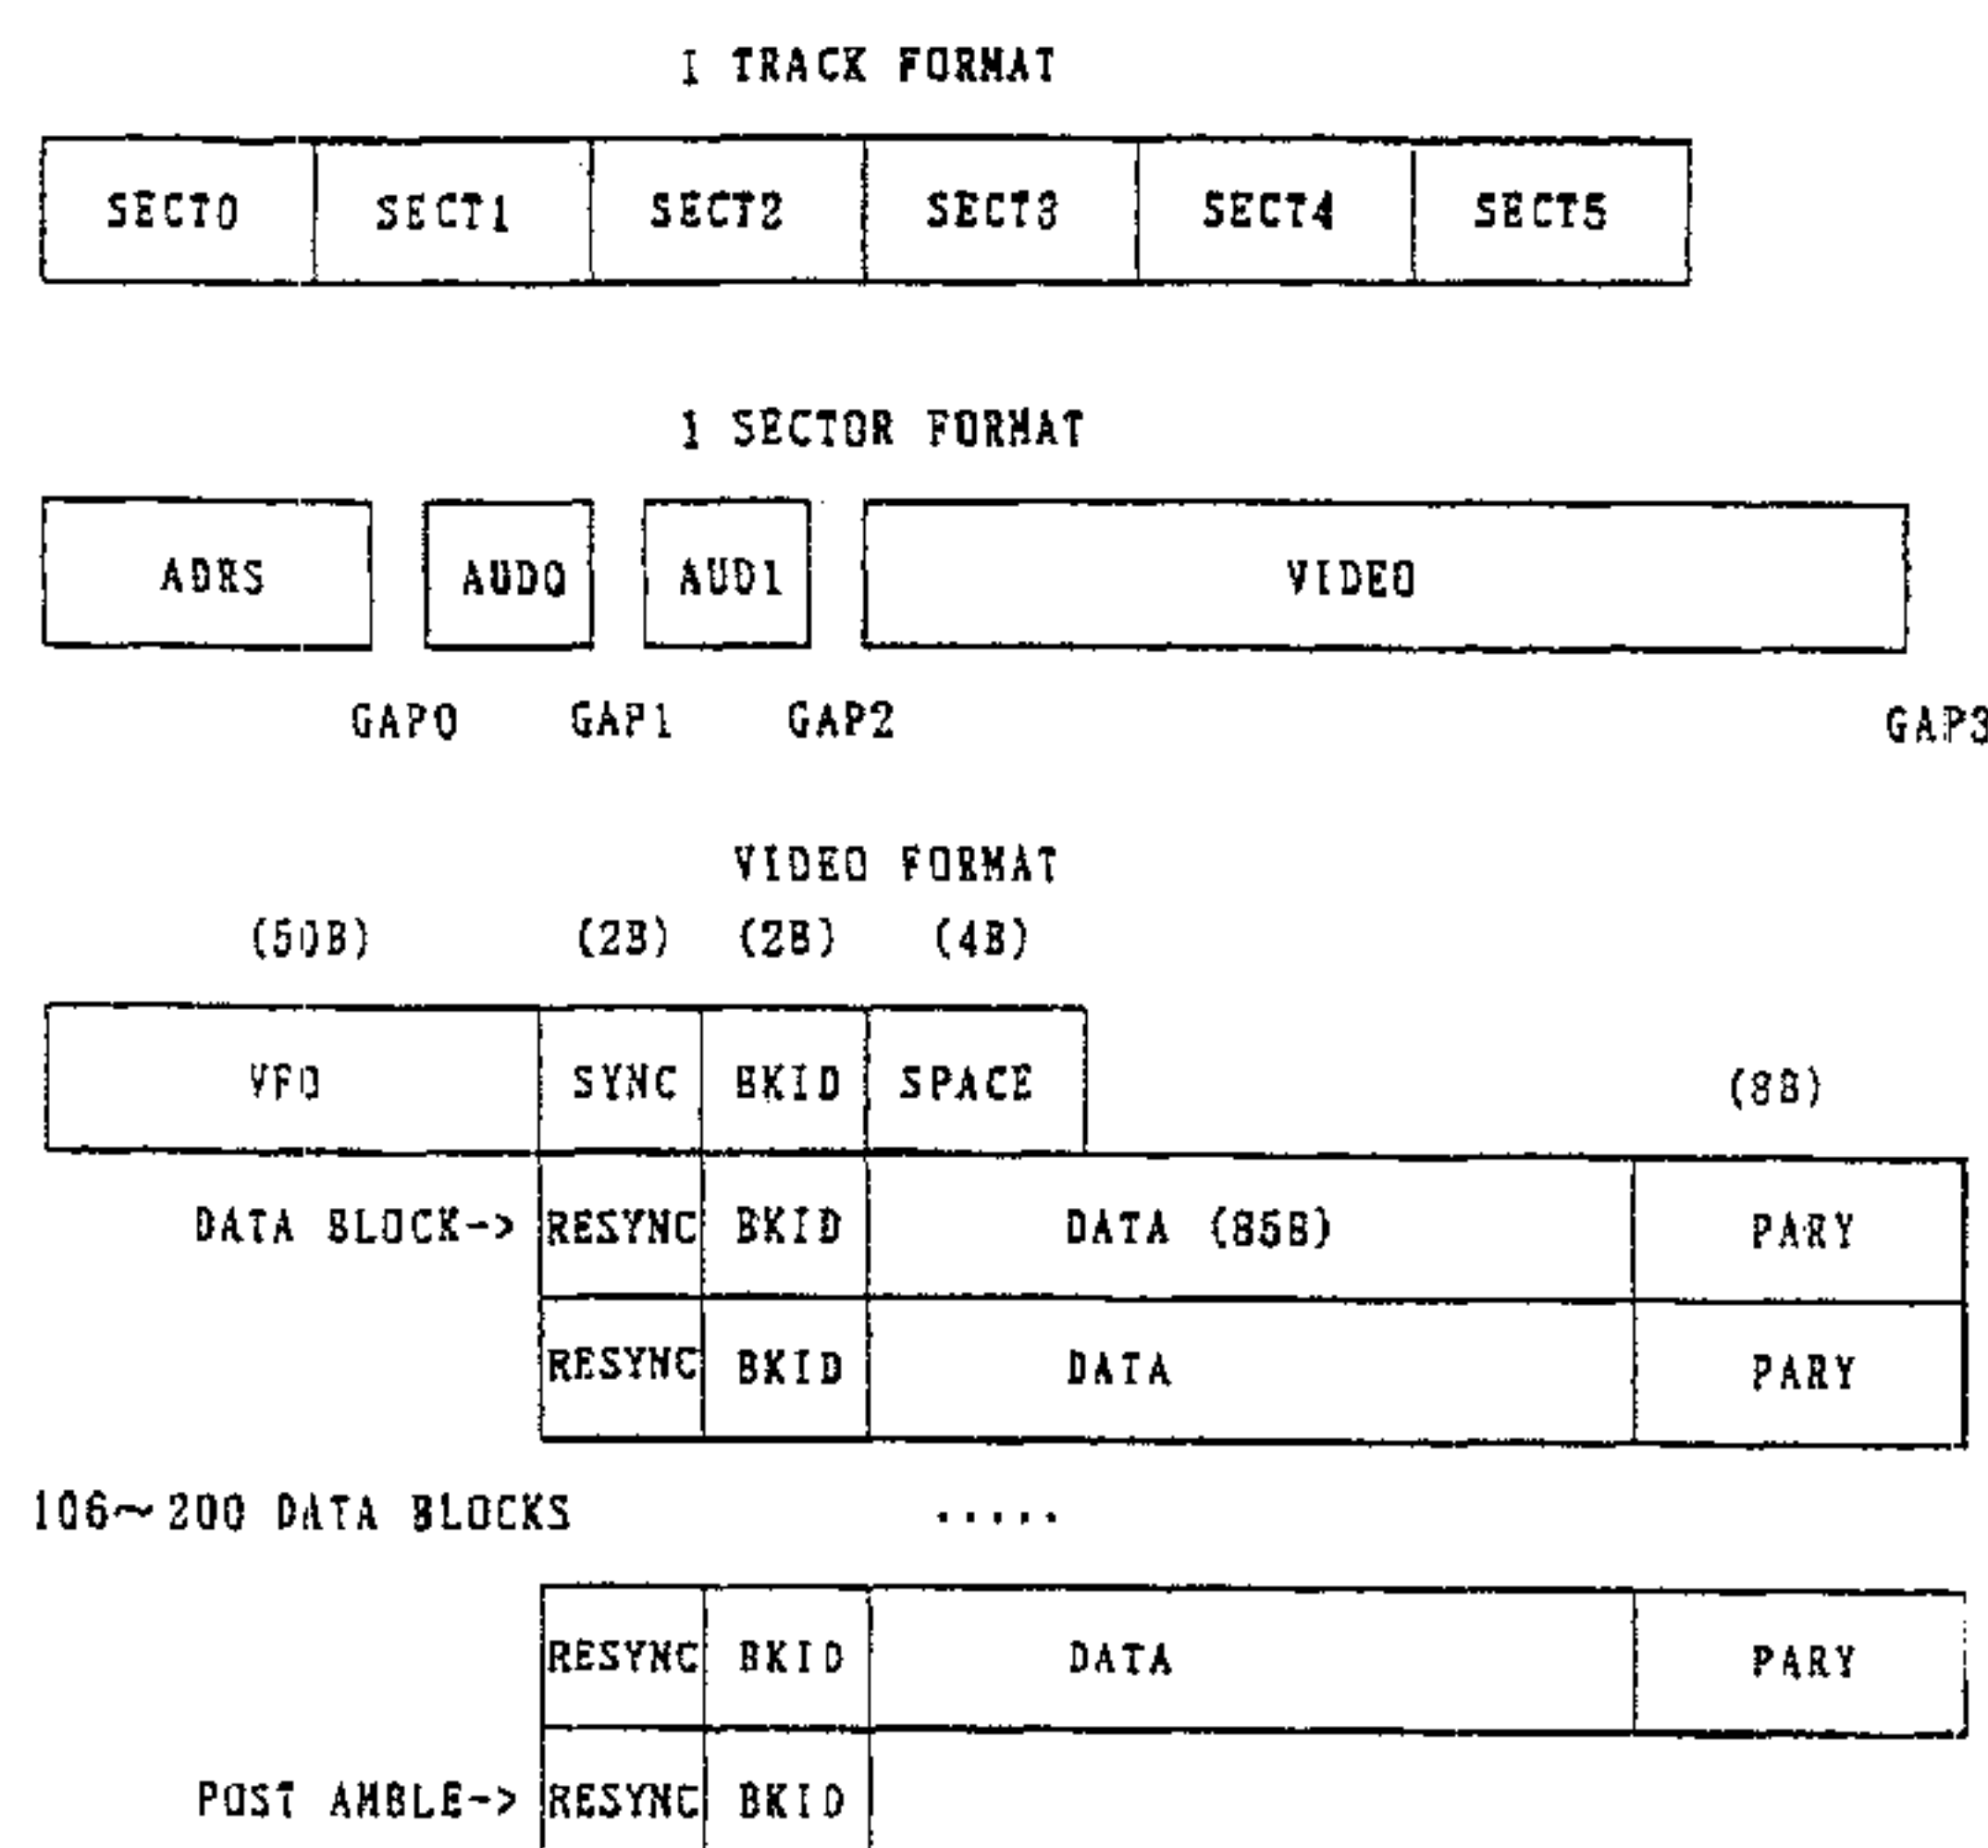 1 TRACK FORMAT
SECT0 SECT1 SECT2 SECT3 SECT4 SECT5
1 SECTOR FORMAT
ADRS AUD0 AUD1 VIDEO
GAP0 GAP1 GAP2 GAP3
VIDEO FORMAT
(50B) (2B) (2B) (4B)
VFO SYNC BKID SPACE (8B)
DATA BLOCK-> RESYNC BKID DATA (85B) PARY
RESYNC BKID DATA PARY
106~200 DATA BLOCKS .....
RESYNC BKID DATA PARY
POST AMBLE-> RESYNC BKID